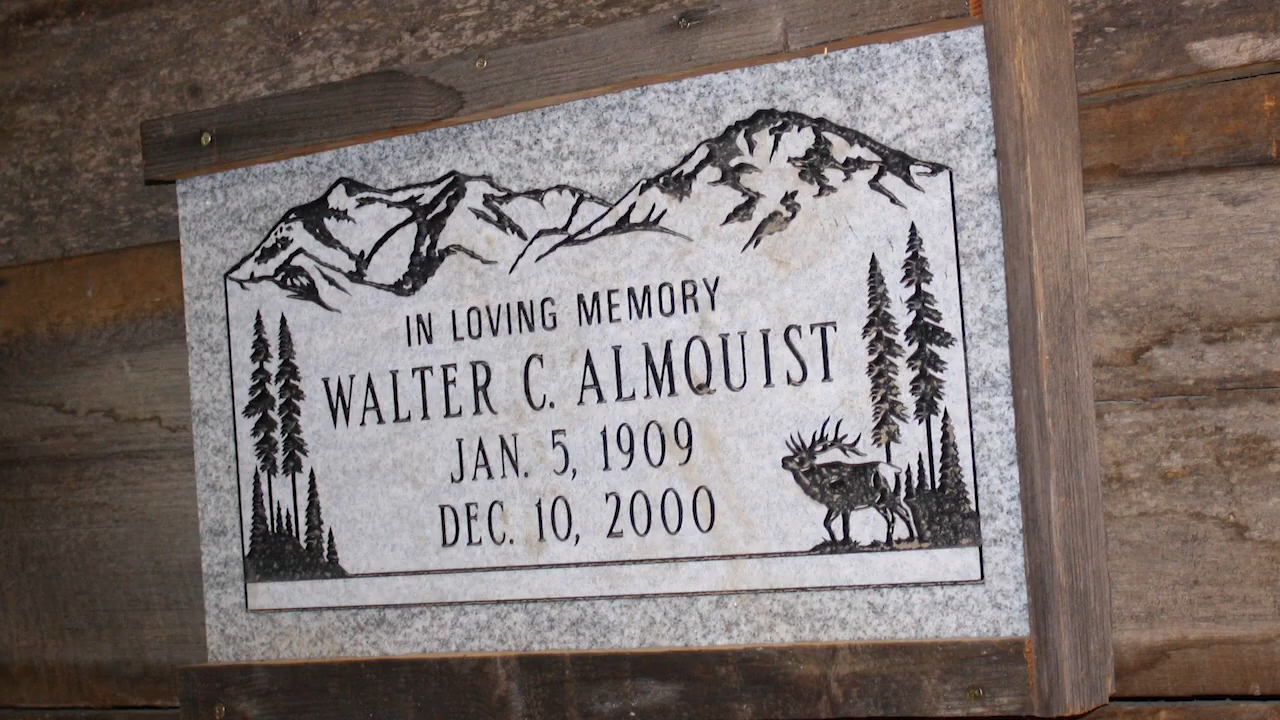 IN LOVING MEMORY
WALTER C. ALMQUIST
JAN. 5, 1909
DEC. 10, 2000